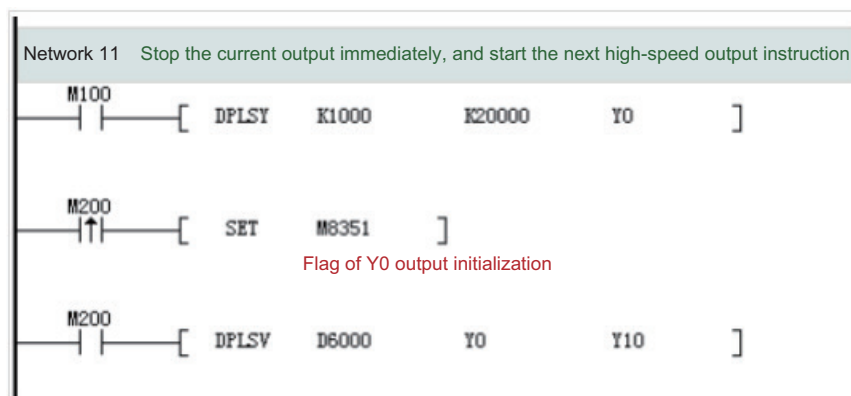 Network 11 Stop the current output immediately, and start the next high-speed output instruction
M100
[ DPLSY K1000 K20000 Y0 ]
M200
[ SET M8351 ]
Flag of Y0 output initialization
M200
[ DPLSV D6000 Y0 Y10 ]